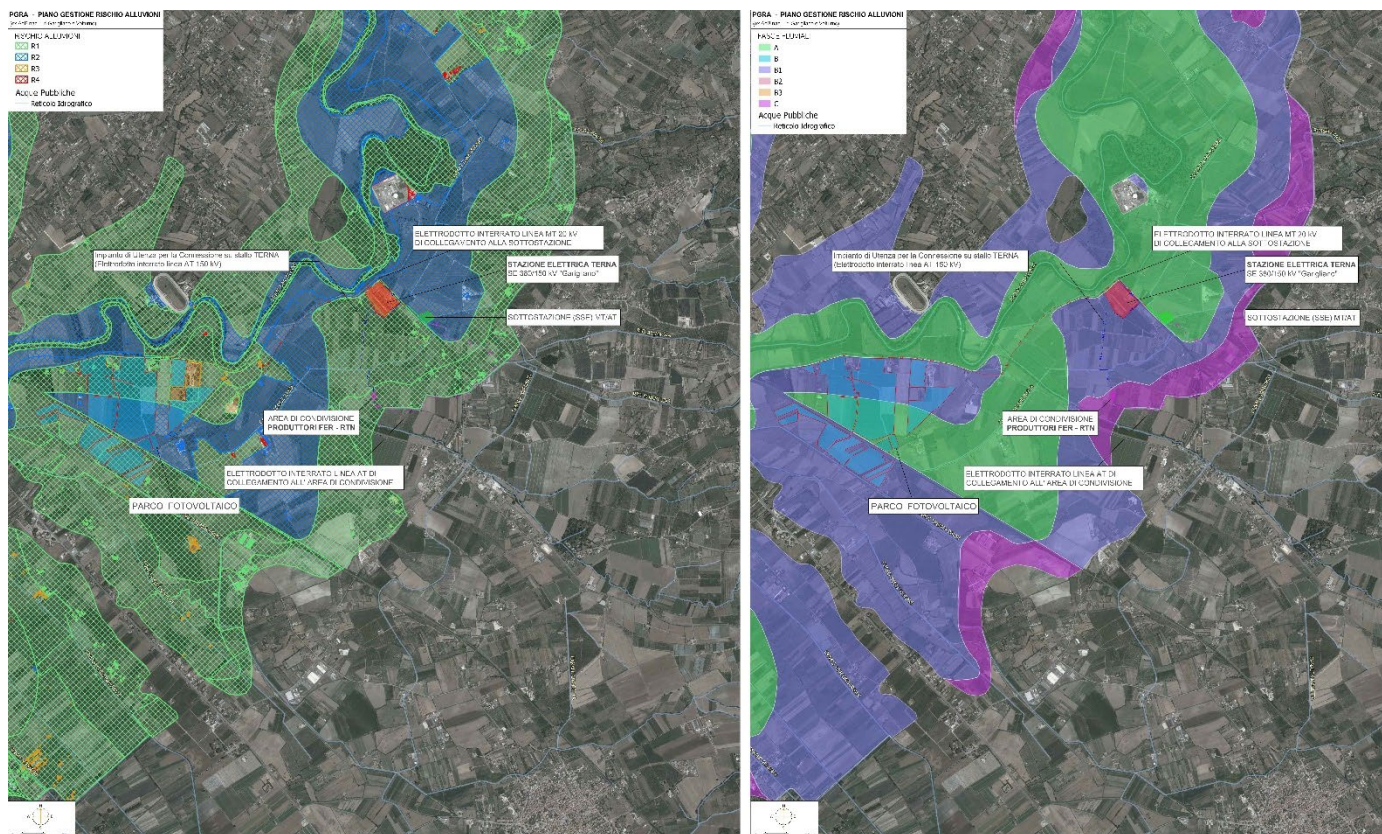 PGRA - PIANO GESTIONE RISCHIO ALLUVIONI
RISCHIO ALLUVIONI
R1
R2
R3
R4
Acque Pubbliche
Reticolo Idrografico
ELETTRODOTTO INTERRATO LINEA MT 20 kV
DI COLLEGAMENTO ALLA SOTTOSTAZIONE
Impianto di Utenza per la Connessione su stallo TERNA
(Elettrodotto interrato linea AT 150 kV)
STAZIONE ELETTRICA TERNA
SE 380/150 kV "Garigliano"
SOTTOSTAZIONE (SSE) MT/AT
AREA DI CONDIVISIONE
PRODUTTORI FER - RTN
ELETTRODOTTO INTERRATO LINEA AT DI
COLLEGAMENTO ALL' AREA DI CONDIVISIONE
PARCO FOTOVOLTAICO
PGRA - PIANO GESTIONE RISCHIO ALLUVIONI
FASCE FLUVIALI
A
B
B1
B2
B3
C
Acque Pubbliche
Reticolo Idrografico
ELETTRODOTTO INTERRATO LINEA MT 20 kV
DI COLLEGAMENTO ALLA SOTTOSTAZIONE
Impianto di Utenza per la Connessione su stallo TERNA
(Elettrodotto interrato linea AT 150 kV)
STAZIONE ELETTRICA TERNA
SE 380/150 kV "Garigliano"
SOTTOSTAZIONE (SSE) MT/AT
AREA DI CONDIVISIONE
PRODUTTORI FER - RTN
ELETTRODOTTO INTERRATO LINEA AT DI
COLLEGAMENTO ALL' AREA DI CONDIVISIONE
PARCO FOTOVOLTAICO